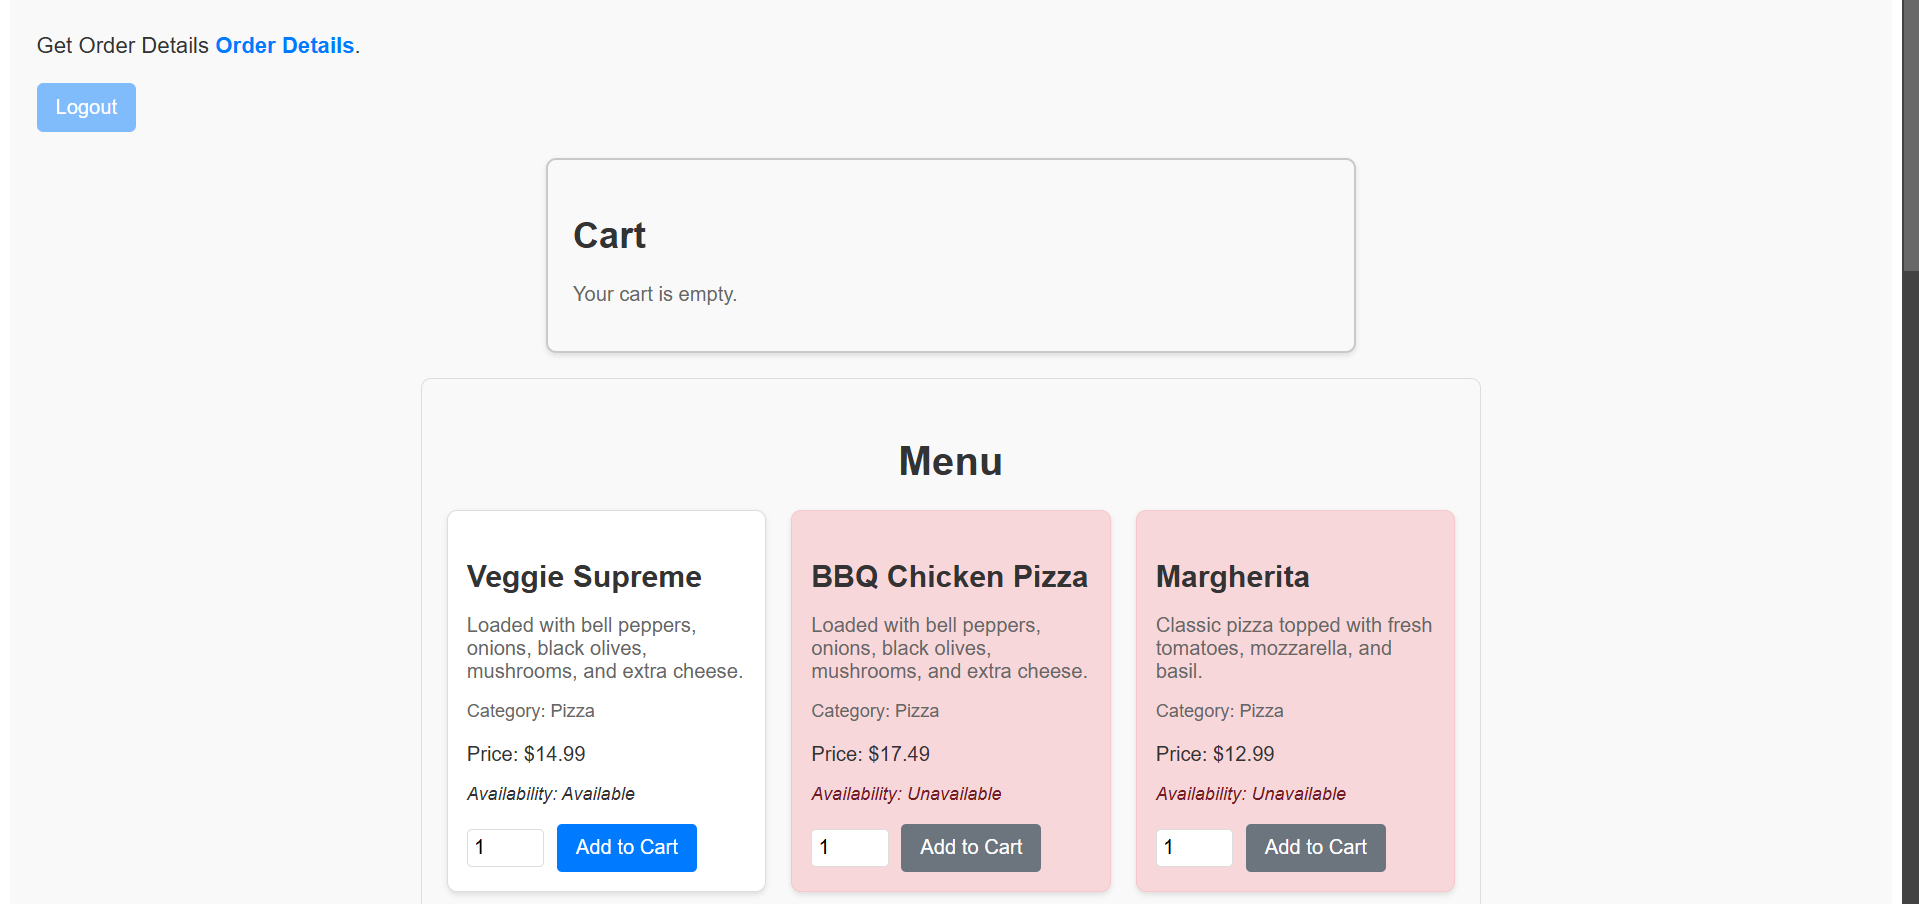 Get Order Details Order Details.
Logout
Cart
Your cart is empty.
Menu
Veggie Supreme
Loaded with bell peppers,
onions, black olives,
mushrooms, and extra cheese.
Category: Pizza
Price: $14.99
Availability: Available
1
Add to Cart
BBQ Chicken Pizza
Loaded with bell peppers,
onions, black olives,
mushrooms, and extra cheese.
Category: Pizza
Price: $17.49
Availability: Unavailable
1
Add to Cart
Margherita
Classic pizza topped with fresh
tomatoes, mozzarella, and
basil.
Category: Pizza
Price: $12.99
Availability: Unavailable
1
Add to Cart